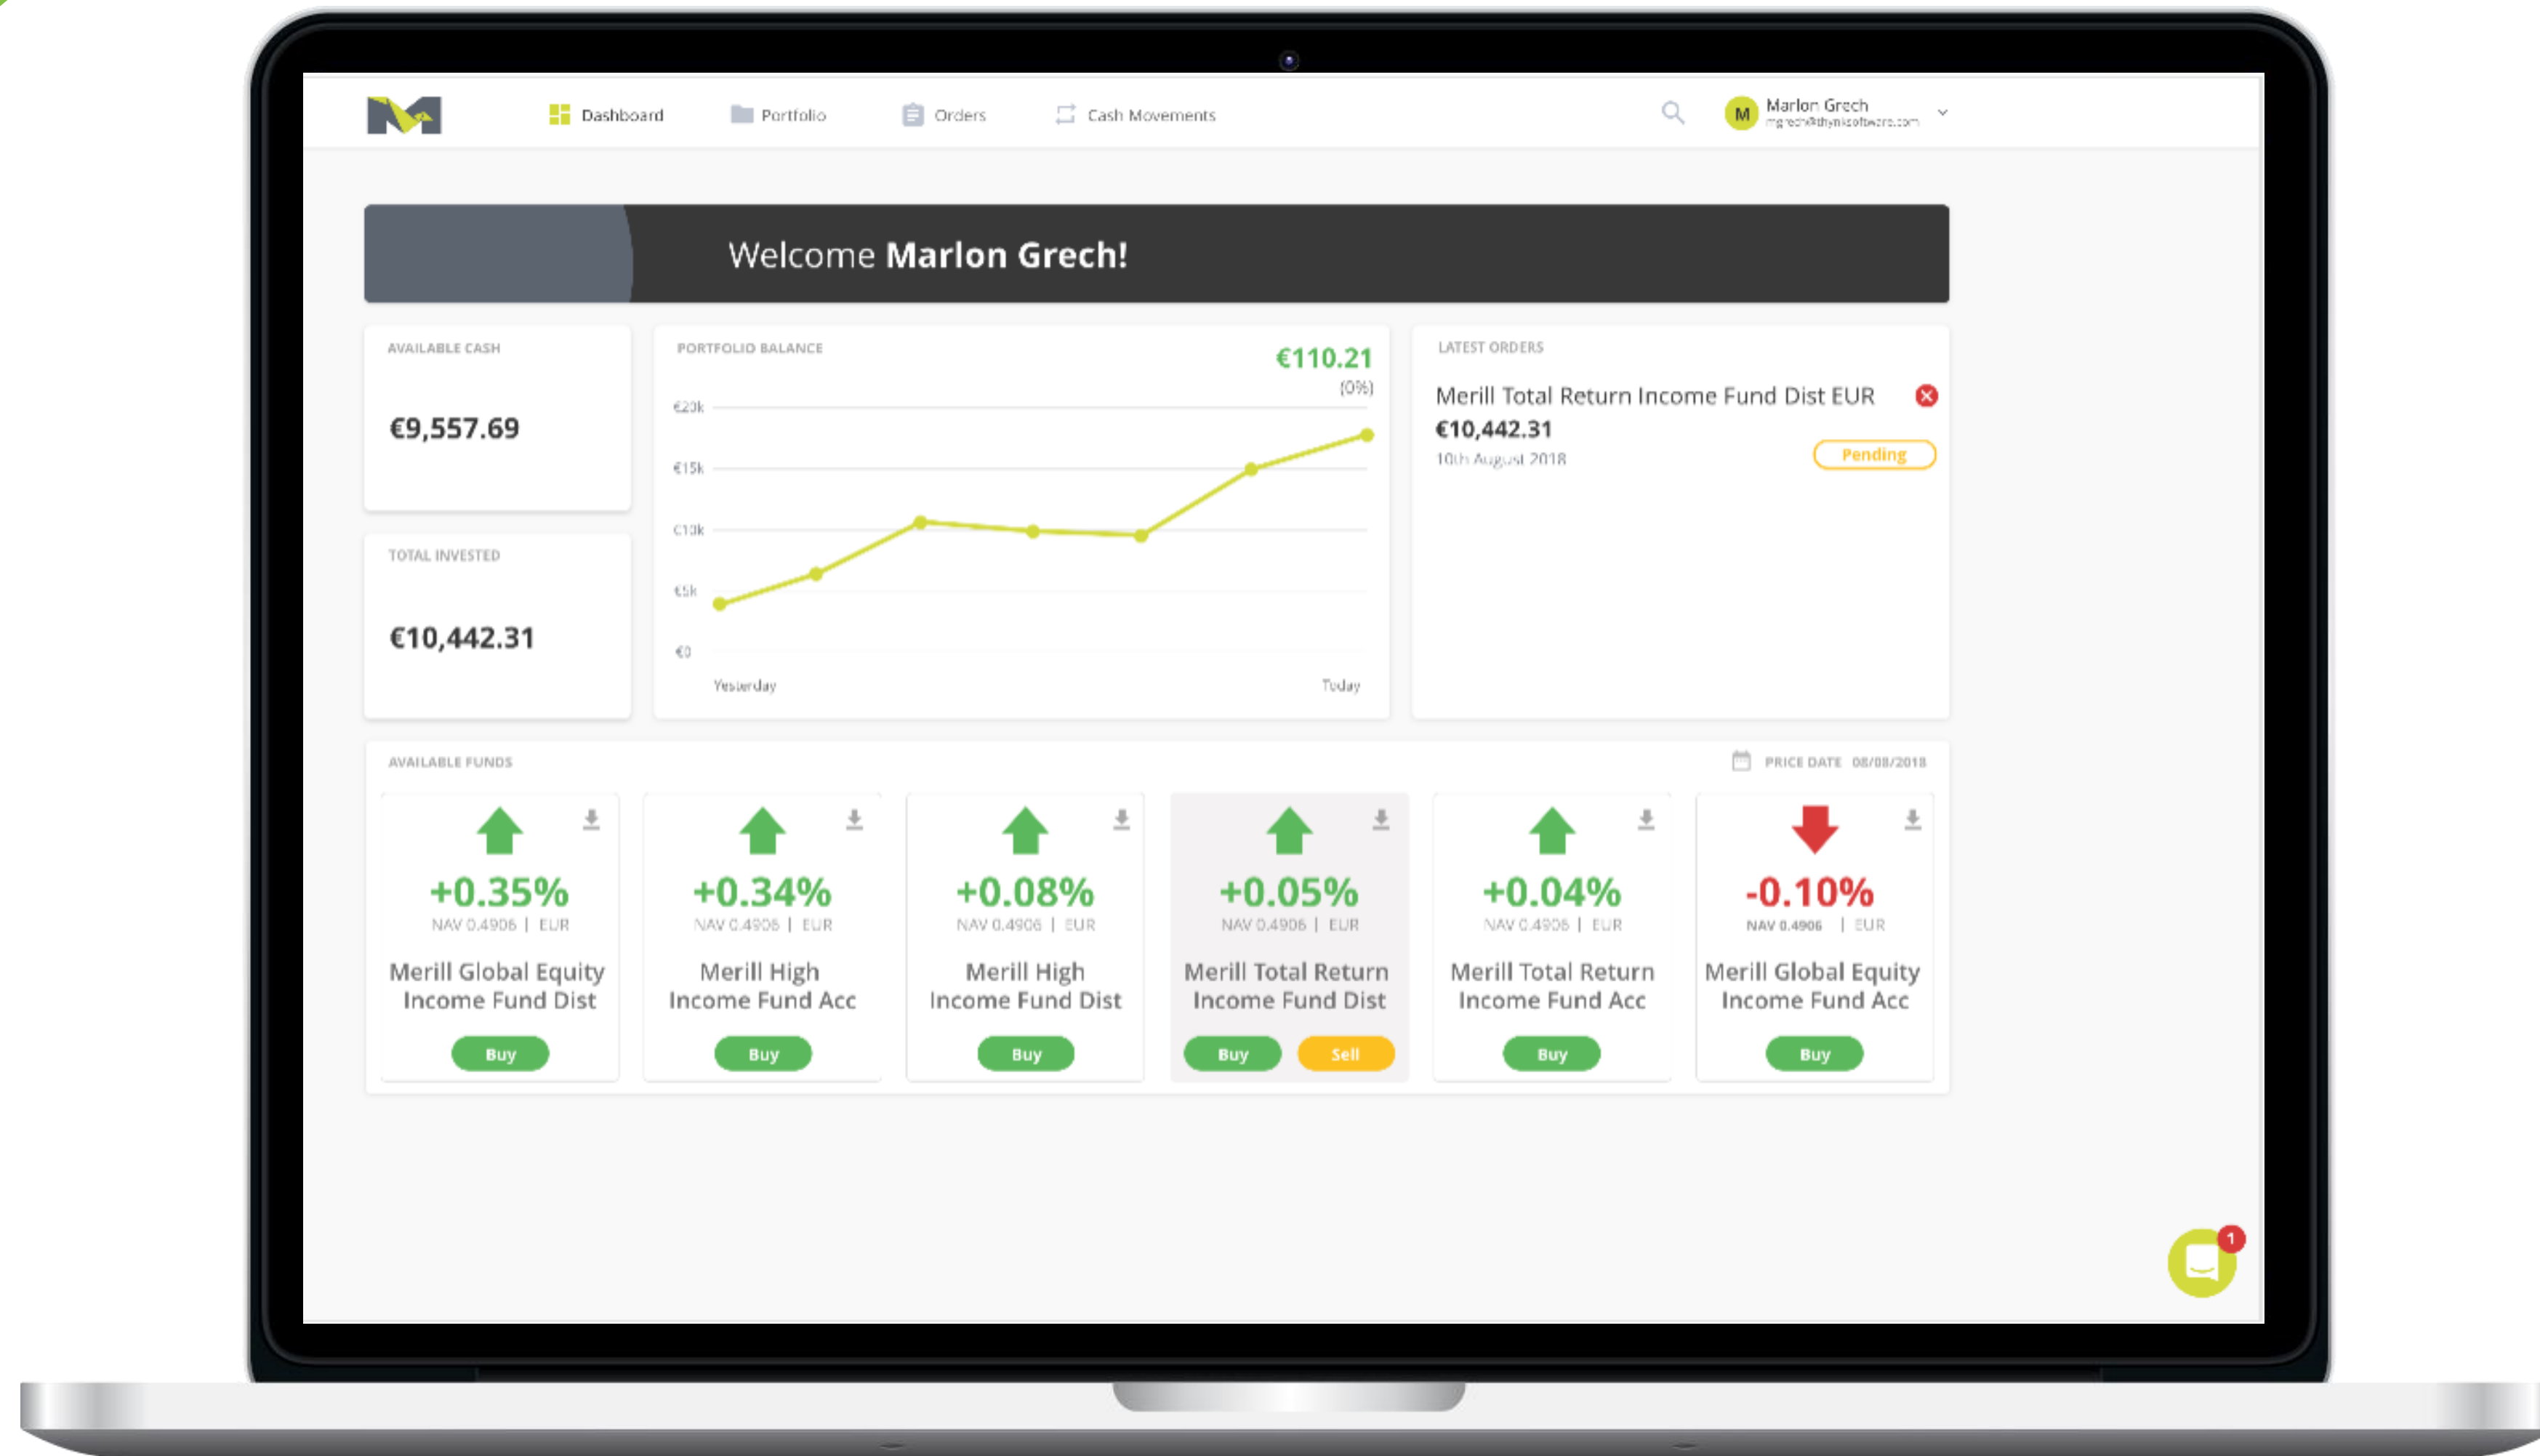 Dashboard
Portfolio
Orders
Cash Movements
M
Marlon Grech
mgrech@thynksoftware.com
Welcome Marlon Grech!
AVAILABLE CASH
€9,557.69
TOTAL INVESTED
€10,442.31
PORTFOLIO BALANCE
€110.21
(0%)
€20k
€15k
€10k
€5k
€0
Yesterday
Today
LATEST ORDERS
Merill Total Return Income Fund Dist EUR
€10,442.31
10th August 2018
Pending
AVAILABLE FUNDS
PRICE DATE 08/08/2018
+0.35%
NAV 0.4906 | EUR
Merill Global Equity
Income Fund Dist
Buy
+0.34%
NAV 0.4906 | EUR
Merill High
Income Fund Acc
Buy
+0.08%
NAV 0.4906 | EUR
Merill High
Income Fund Dist
Buy
+0.05%
NAV 0.4906 | EUR
Merill Total Return
Income Fund Dist
Buy
Sell
+0.04%
NAV 0.4906 | EUR
Merill Total Return
Income Fund Acc
Buy
-0.10%
NAV 0.4906 | EUR
Merill Global Equity
Income Fund Acc
Buy
1